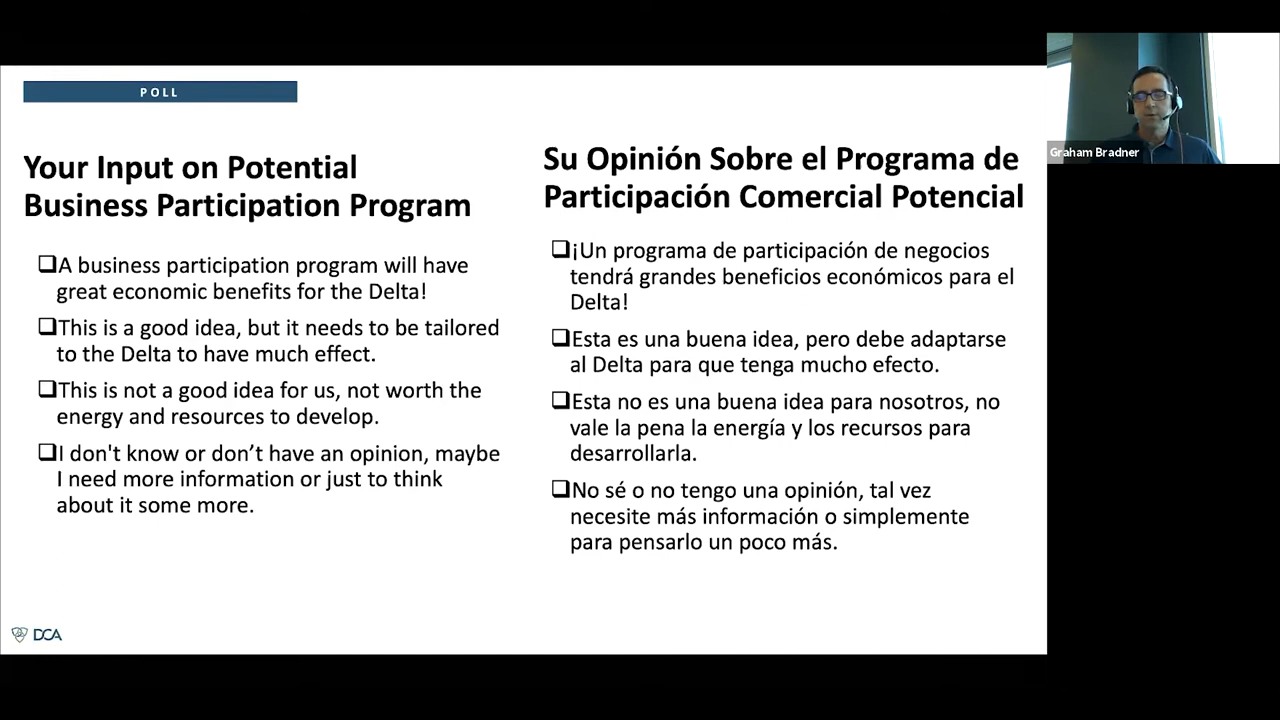 POLL
Your Input on Potential
Business Participation Program
❑A business participation program will have
great economic benefits for the Delta!
❑This is a good idea, but it needs to be tailored
to the Delta to have much effect.
❑This is not a good idea for us, not worth the
energy and resources to develop.
❑I don't know or don’t have an opinion, maybe
I need more information or just to think
about it some more.
Su Opinión Sobre el Programa de
Participación Comercial Potencial
❑¡Un programa de participación de negocios
tendrá grandes beneficios económicos para el
Delta!
❑Esta es una buena idea, pero debe adaptarse
al Delta para que tenga mucho efecto.
❑Esta no es una buena idea para nosotros, no
vale la pena la energía y los recursos para
desarrollarla.
❑No sé o no tengo una opinión, tal vez
necesite más información o simplemente
para pensarlo un poco más.
DCA
Graham Bradner